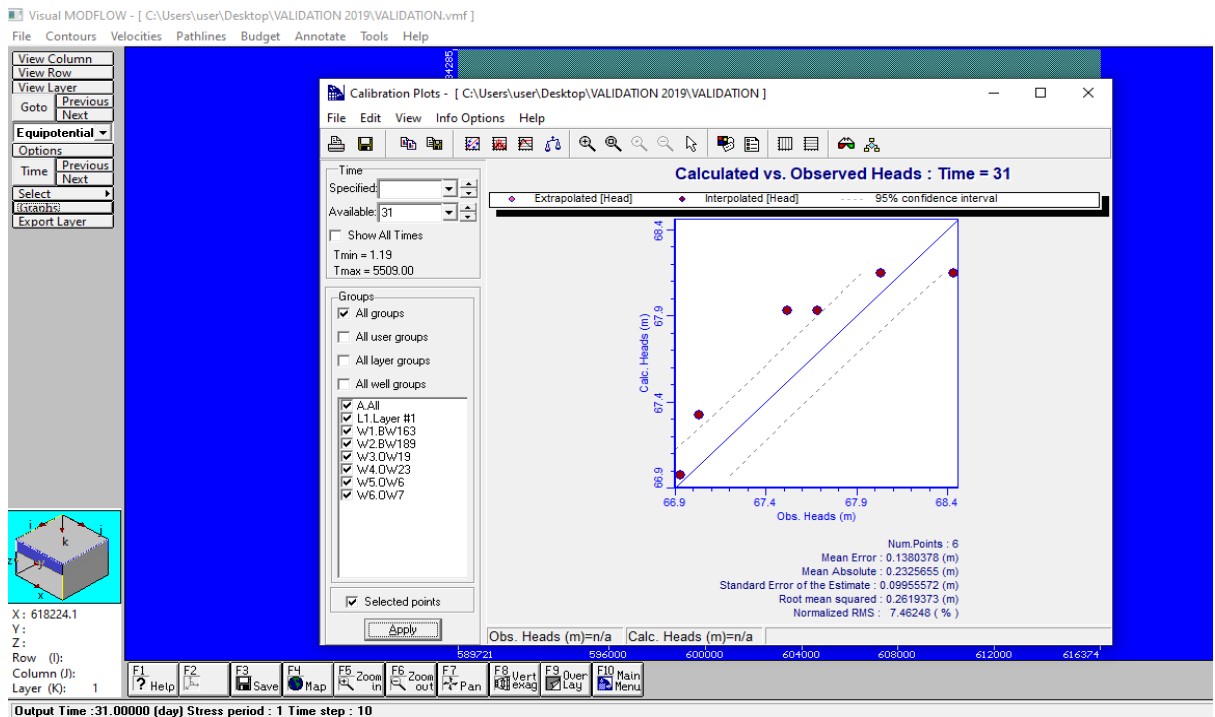 Visual MODFLOW - [ C:\Users\user\Desktop\VALIDATION 2019\VALIDATION.vmf ]
File Contours Velocities Pathlines Budget Annotate Tools Help
View Column
View Row
View Layer
Goto Previous
Next
Equipotential
Options
Time Previous
Next
Select
Graphs
Export Layer
34285
Calibration Plots - [ C:\Users\user\Desktop\VALIDATION 2019\VALIDATION ]
File Edit View Info Options Help
Time
Specified:
Available: 31
Show All Times
Tmin = 1.19
Tmax = 5509.00
Groups
All groups
All user groups
All layer groups
All well groups
A.All
L1.Layer #1
W1.BW163
W2.BW189
W3.OW19
W4.OW23
W5.OW6
W6.OW7
Selected points
Apply
Calculated vs. Observed Heads : Time = 31
Extrapolated [Head] Interpolated [Head] 95% confidence interval
68.4
67.9
67.4
66.9
Calc. Heads (m)
66.9 67.4 67.9 68.4
Obs. Heads (m)
Num.Points : 6
Mean Error : 0.1380378 (m)
Mean Absolute : 0.2325655 (m)
Standard Error of the Estimate : 0.09955572 (m)
Root mean squared : 0.2619373 (m)
Normalized RMS : 7.46248 ( % )
Obs. Heads (m)=n/a Calc. Heads (m)=n/a
589721 596000 600000 604000 608000 612000 616374
i j
k
z
x
X : 618224.1
Y :
Z :
Row (I):
Column (J):
Layer (K): 1
F1 Help F2 F3 Save F4 Map F5 Zoom in F6 Zoom out F7 Pan F8 Vert exag F9 Over Lay F10 Main Menu
Output Time :31.00000 (day) Stress period : 1 Time step : 10